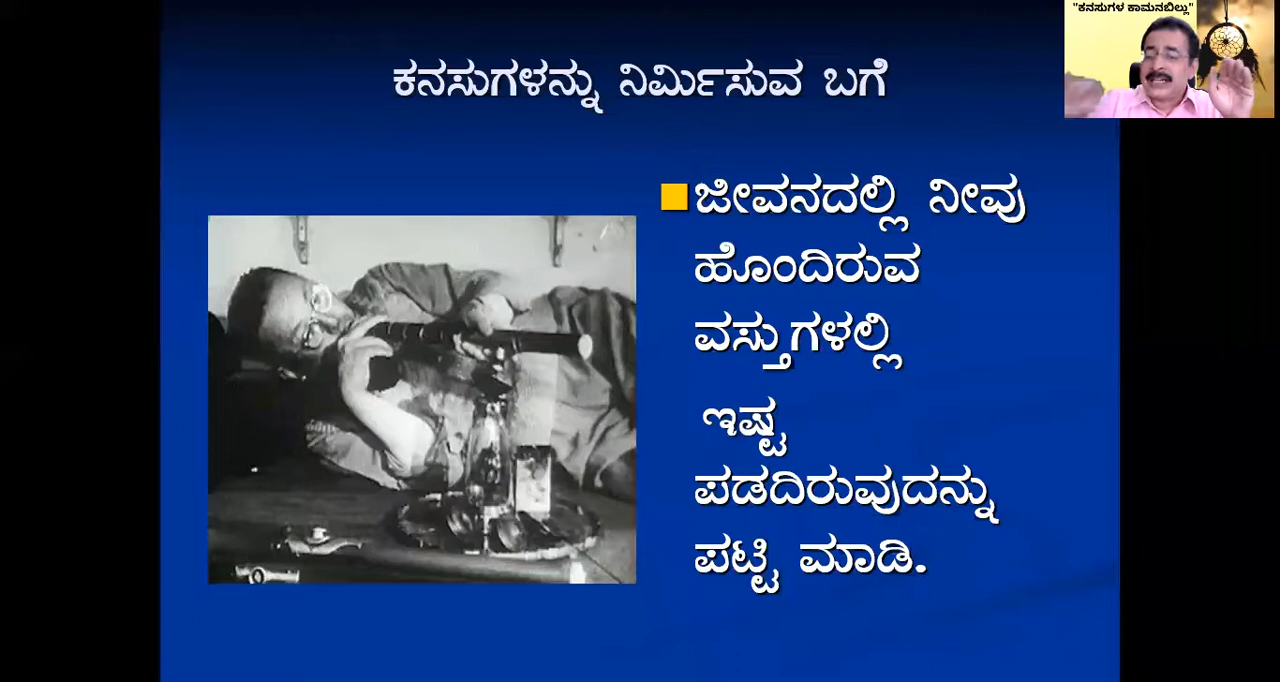 "ಕನಸುಗಳ ಕಾಮನಬಿಲ್ಲು"
ಕನಸುಗಳನ್ನು ನಿರ್ಮಿಸುವ ಬಗೆ
ಜೀವನದಲ್ಲಿ ನೀವು
ಹೊಂದಿರುವ
ವಸ್ತುಗಳಲ್ಲಿ
ಇಷ್ಟ
ಪಡದಿರುವುದನ್ನು
ಪಟ್ಟಿ ಮಾಡಿ.